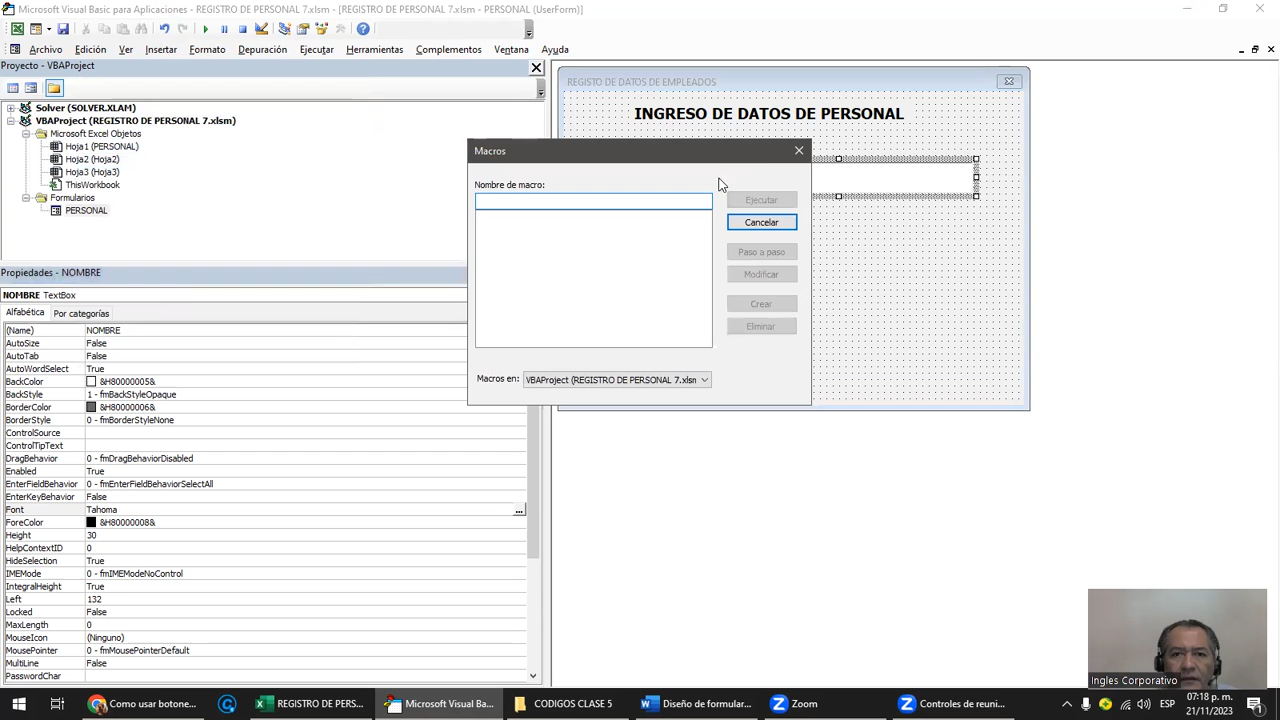 Microsoft Visual Basic para Aplicaciones - REGISTRO DE PERSONAL 7.xlsm - [REGISTRO DE PERSONAL 7.xlsm - PERSONAL (UserForm)]
Archivo Edición Ver Insertar Formato Depuración Ejecutar Herramientas Complementos Ventana Ayuda
Proyecto - VBAProject
Solver (SOLVER.XLAM)
VBAProject (REGISTRO DE PERSONAL 7.xlsm)
Microsoft Excel Objetos
Hoja1 (PERSONAL)
Hoja2 (Hoja2)
Hoja3 (Hoja3)
ThisWorkbook
Formularios
PERSONAL
Propiedades - NOMBRE
NOMBRE TextBox
Alfabética Por categorías
(Name) NOMBRE
AutoSize False
AutoTab False
AutoWordSelect True
BackColor &H80000005&
BackStyle 1 - fmBackStyleOpaque
BorderColor &H80000006&
BorderStyle 0 - fmBorderStyleNone
ControlSource
ControlTipText
DragBehavior 0 - fmDragBehaviorDisabled
Enabled True
EnterFieldBehavior 0 - fmEnterFieldBehaviorSelectAll
EnterKeyBehavior False
Font Tahoma
ForeColor &H80000008&
Height 30
HelpContextID 0
HideSelection True
IMEMode 0 - fmIMEModeNoControl
IntegralHeight True
Left 132
Locked False
MaxLength 0
MouseIcon (Ninguno)
MousePointer 0 - fmMousePointerDefault
MultiLine False
PasswordChar
REGISTO DE DATOS DE EMPLEADOS
INGRESO DE DATOS DE PERSONAL
Macros
Nombre de macro:
Ejecutar
Cancelar
Paso a paso
Modificar
Crear
Eliminar
Macros en: VBAProject (REGISTRO DE PERSONAL 7.xlsm
Ingles Corporativo
Como usar botone... REGISTRO DE PERS... Microsoft Visual Ba... CODIGOS CLASE 5 Diseño de formular... Zoom Controles de reuni... ESP 07:18 p. m.
21/11/2023